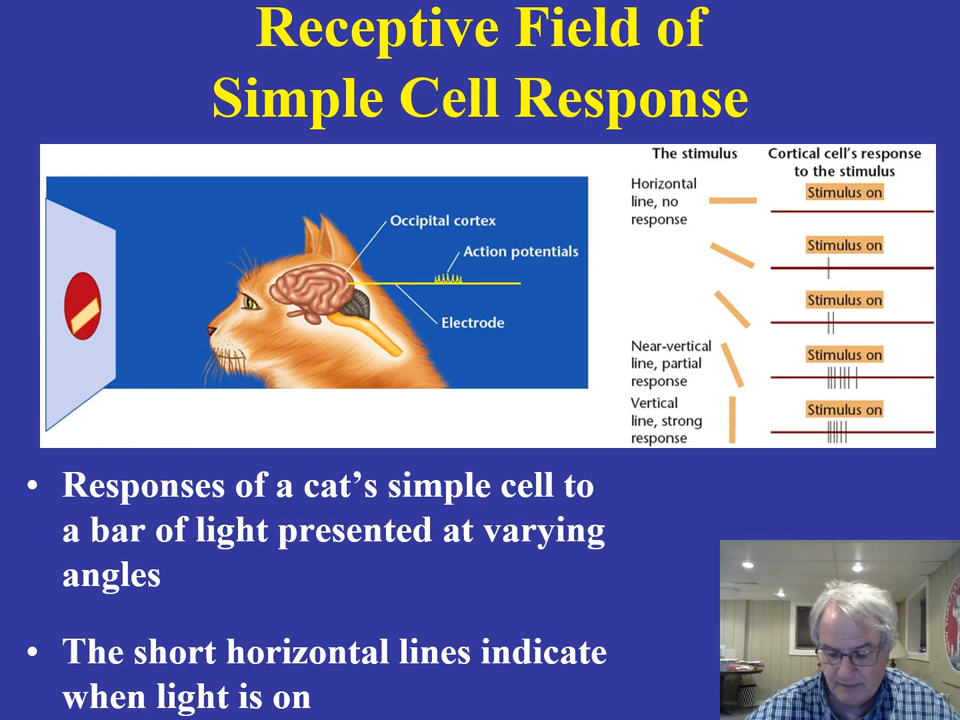 Receptive Field of
Simple Cell Response
The stimulus
Cortical cell's response
to the stimulus
Horizontal
line, no
response
Stimulus on
Occipital cortex
Action potentials
Electrode
Stimulus on
Stimulus on
Near-vertical
line, partial
response
Stimulus on
Vertical
line, strong
response
Stimulus on
• Responses of a cat's simple cell to
a bar of light presented at varying
angles
• The short horizontal lines indicate
when light is on